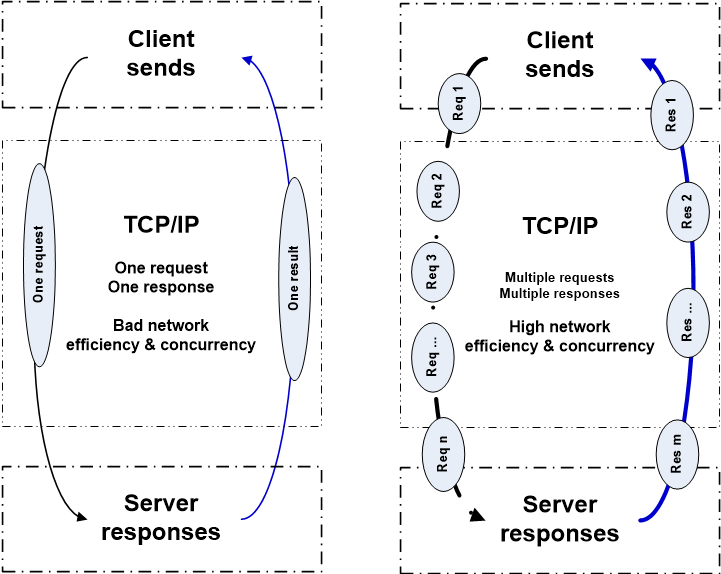 Client
sends
One request
TCP/IP
One request
One response
Bad network
efficiency & concurrency
One result
Server
responses
Client
sends
Req 1
Req 2
Req 3
Req ...
Req n
TCP/IP
Multiple requests
Multiple responses
High network
efficiency & concurrency
Res 1
Res 2
Res ...
Res m
Server
responses